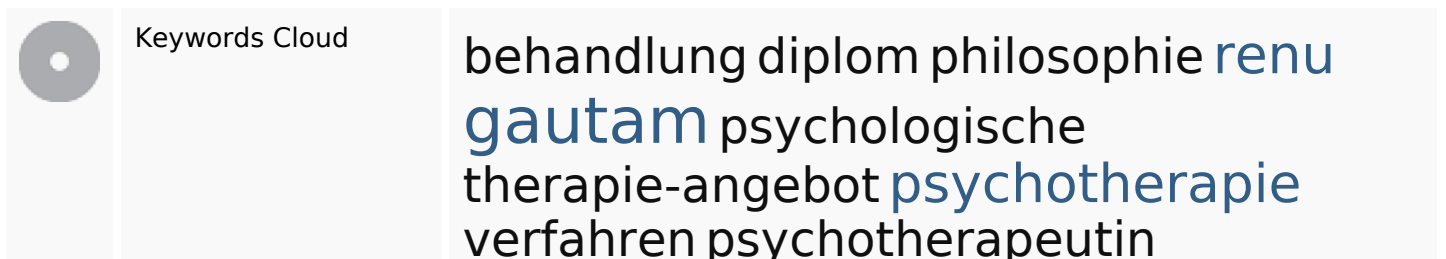 Keywords Cloud
behandlung diplom philosophie renu
gautam psychologische
therapie-angebot psychotherapie
verfahren psychotherapeutin